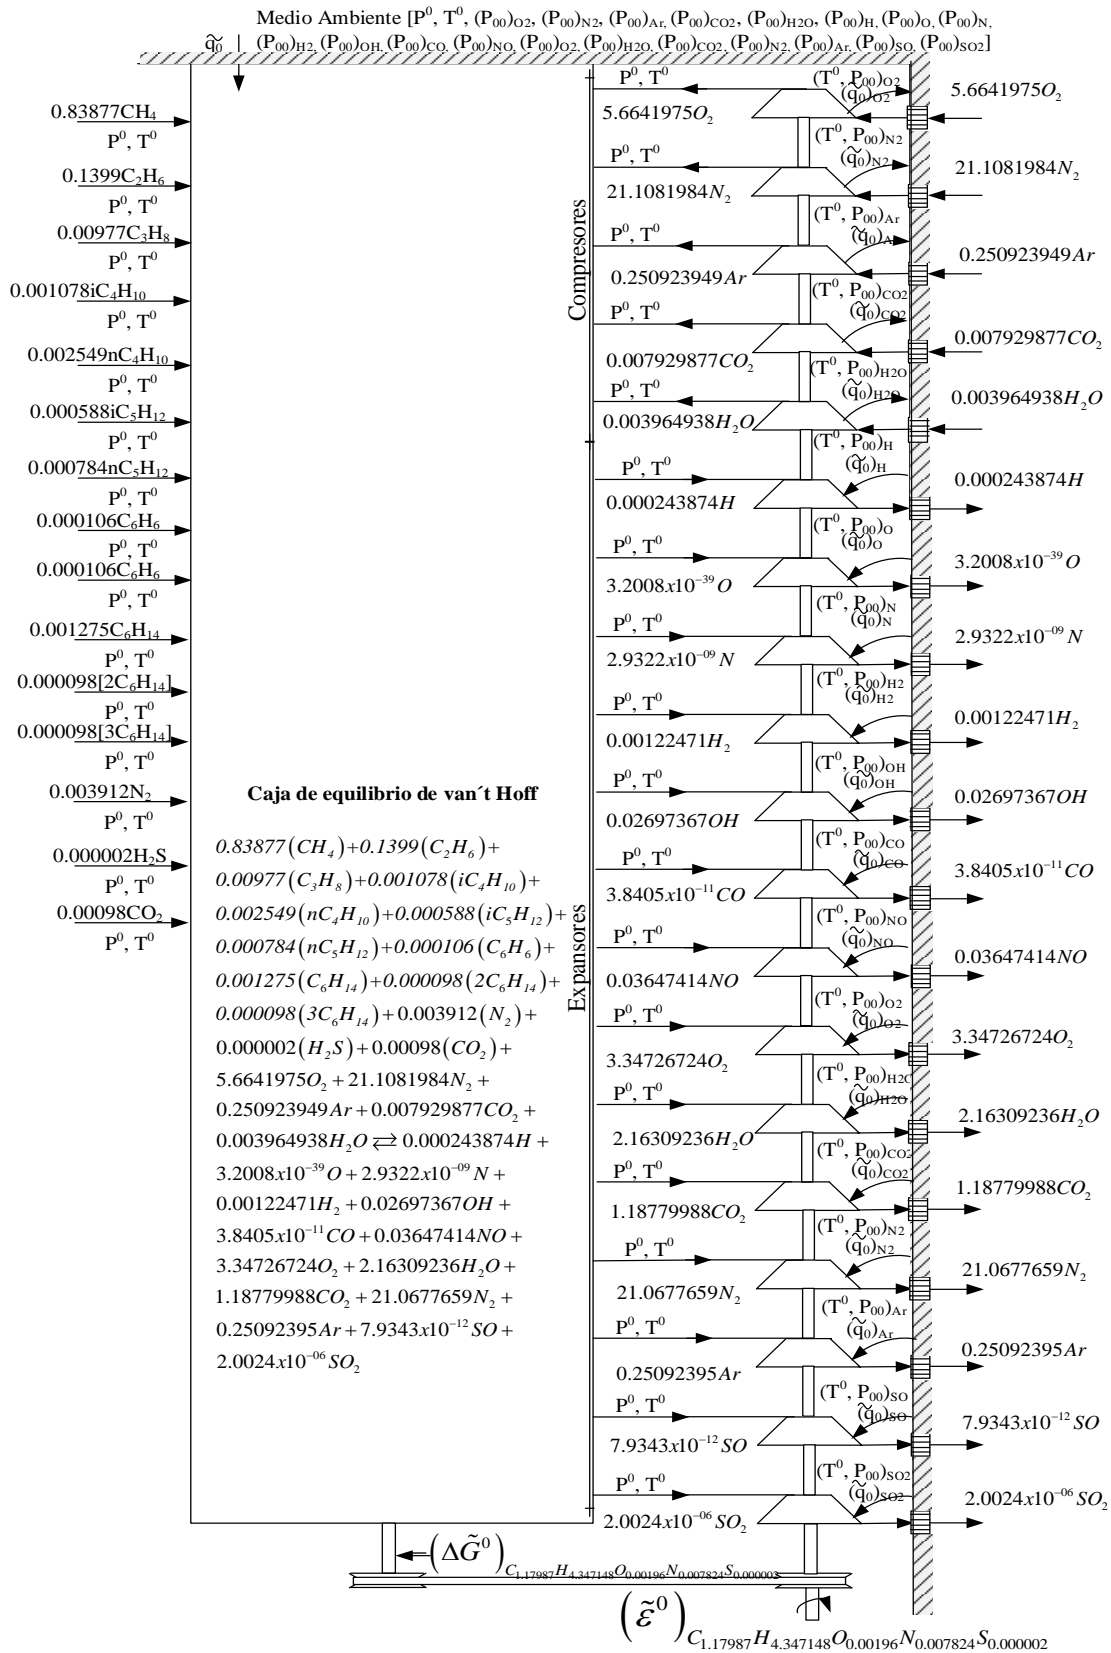 Medio Ambiente [P⁰, T⁰, (P₀₀)O2, (P₀₀)N2, (P₀₀)Ar, (P₀₀)CO2, (P₀₀)H2O, (P₀₀)H, (P₀₀)O, (P₀₀)N,
(P₀₀)H2, (P₀₀)OH, (P₀₀)CO, (P₀₀)NO, (P₀₀)O2, (P₀₀)H2O, (P₀₀)CO2, (P₀₀)N2, (P₀₀)Ar, (P₀₀)SO, (P₀₀)SO2]
q̃₀
0.83877CH₄
P⁰, T⁰
0.1399C₂H₆
P⁰, T⁰
0.00977C₃H₈
P⁰, T⁰
0.001078iC₄H₁₀
P⁰, T⁰
0.002549nC₄H₁₀
P⁰, T⁰
0.000588iC₅H₁₂
P⁰, T⁰
0.000784nC₅H₁₂
P⁰, T⁰
0.000106C₆H₆
P⁰, T⁰
0.000106C₆H₆
P⁰, T⁰
0.001275C₆H₁₄
P⁰, T⁰
0.000098[2C₆H₁₄]
P⁰, T⁰
0.000098[3C₆H₁₄]
P⁰, T⁰
0.003912N₂
P⁰, T⁰
0.000002H₂S
P⁰, T⁰
0.00098CO₂
P⁰, T⁰
Caja de equilibrio de van´t Hoff
0.83877(CH₄)+0.1399(C₂H₆)+
0.00977(C₃H₈)+0.001078(iC₄H₁₀)+
0.002549(nC₄H₁₀)+0.000588(iC₅H₁₂)+
0.000784(nC₅H₁₂)+0.000106(C₆H₆)+
0.001275(C₆H₁₄)+0.000098(2C₆H₁₄)+
0.000098(3C₆H₁₄)+0.003912(N₂)+
0.000002(H₂S)+0.00098(CO₂)+
5.6641975O₂+21.1081984N₂+
0.250923949Ar+0.007929877CO₂+
0.003964938H₂O⇄0.000243874H+
3.2008x10⁻³⁹O+2.9322x10⁻⁰⁹N+
0.00122471H₂+0.02697367OH+
3.8405x10⁻¹¹CO+0.03647414NO+
3.34726724O₂+2.16309236H₂O+
1.18779988CO₂+21.0677659N₂+
0.25092395Ar+7.9343x10⁻¹²SO+
2.0024x10⁻⁰⁶SO₂
Compresores
Expansores
P⁰, T⁰
(T⁰, P₀₀)O2
(q̃₀)O2
5.6641975O₂
5.6641975O₂
P⁰, T⁰
(T⁰, P₀₀)N2
(q̃₀)N2
21.1081984N₂
21.1081984N₂
P⁰, T⁰
(T⁰, P₀₀)Ar
(q̃₀)A
0.250923949Ar
0.250923949Ar
P⁰, T⁰
(T⁰, P₀₀)CO2
(q̃₀)CO2
0.007929877CO₂
0.007929877CO₂
P⁰, T⁰
(T⁰, P₀₀)H2O
(q̃₀)H2O
0.003964938H₂O
0.003964938H₂O
P⁰, T⁰
(T⁰, P₀₀)H
(q̃₀)H
0.000243874H
0.000243874H
P⁰, T⁰
(T⁰, P₀₀)O
(q̃₀)O
3.2008x10⁻³⁹O
3.2008x10⁻³⁹O
P⁰, T⁰
(T⁰, P₀₀)N
(q̃₀)N
2.9322x10⁻⁰⁹N
2.9322x10⁻⁰⁹N
P⁰, T⁰
(T⁰, P₀₀)H2
(q̃₀)H2
0.00122471H₂
0.00122471H₂
P⁰, T⁰
(T⁰, P₀₀)OH
(q̃₀)OH
0.02697367OH
0.02697367OH
P⁰, T⁰
(T⁰, P₀₀)CO
(q̃₀)CO
3.8405x10⁻¹¹CO
3.8405x10⁻¹¹CO
P⁰, T⁰
(T⁰, P₀₀)NO
(q̃₀)NO
0.03647414NO
0.03647414NO
P⁰, T⁰
(T⁰, P₀₀)O2
(q̃₀)O2
3.34726724O₂
3.34726724O₂
P⁰, T⁰
(T⁰, P₀₀)H2O
(q̃₀)H2O
2.16309236H₂O
2.16309236H₂O
P⁰, T⁰
(T⁰, P₀₀)CO2
(q̃₀)CO2
1.18779988CO₂
1.18779988CO₂
P⁰, T⁰
(T⁰, P₀₀)N2
(q̃₀)N2
21.0677659N₂
21.0677659N₂
P⁰, T⁰
(T⁰, P₀₀)Ar
(q̃₀)Ar
0.25092395Ar
0.25092395Ar
P⁰, T⁰
(T⁰, P₀₀)SO
(q̃₀)SO
7.9343x10⁻¹²SO
7.9343x10⁻¹²SO
P⁰, T⁰
(T⁰, P₀₀)SO2
(q̃₀)SO2
2.0024x10⁻⁰⁶SO₂
2.0024x10⁻⁰⁶SO₂
(ΔG̃⁰)C₁.₁₇₉₈₇H₄.₃₄₇₁₄₈O₀.₀₀₁₉₆N₀.₀₀₇₈₂₄S₀.₀₀₀₀₀₂
(ε̃⁰)C₁.₁₇₉₈₇H₄.₃₄₇₁₄₈O₀.₀₀₁₉₆N₀.₀₀₇₈₂₄S₀.₀₀₀₀₀₂